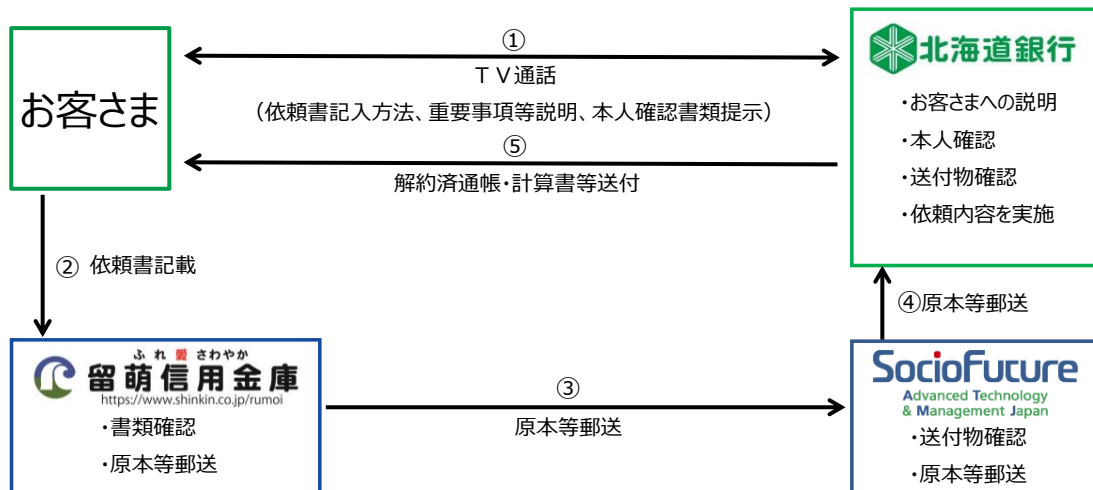 お客さま
①
ＴＶ通話
（依頼書記入方法、重要事項等説明、本人確認書類提示）
⑤
解約済通帳・計算書等送付
北海道銀行
・お客さまへの説明
・本人確認
・送付物確認
・依頼内容を実施
② 依頼書記載
④原本等郵送
ふれ愛さわやか
留萌信用金庫
https://www.shinkin.co.jp/rumoi
・書類確認
・原本等郵送
③
原本等郵送
SocioFuture
Advanced Technology
& Management Japan
・送付物確認
・原本等郵送